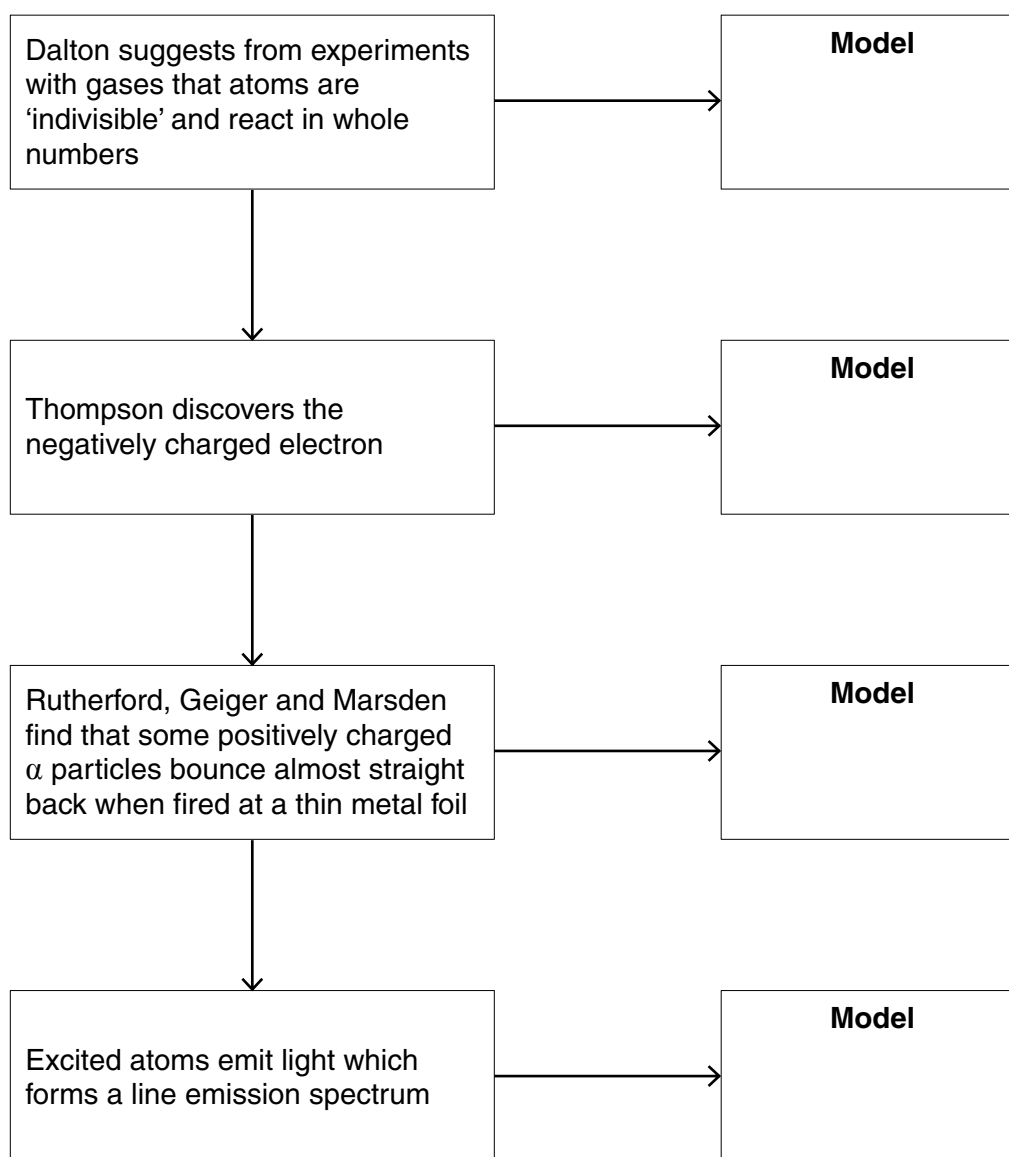 Dalton suggests from experiments
with gases that atoms are
‘indivisible’ and react in whole
numbers
Model
Thompson discovers the
negatively charged electron
Model
Rutherford, Geiger and Marsden
find that some positively charged
α particles bounce almost straight
back when fired at a thin metal foil
Model
Excited atoms emit light which
forms a line emission spectrum
Model